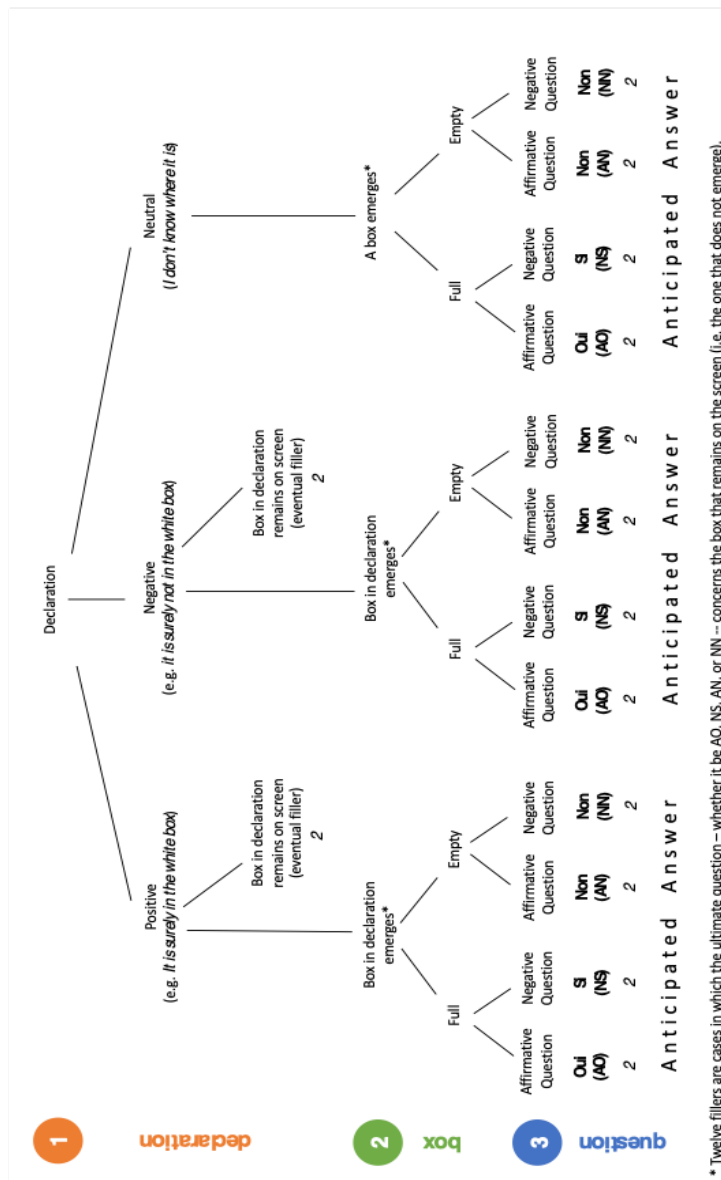 Declaration
1
declaration
Positive
(e.g. It is surely in the white box)
Negative
(e.g. It is surely not in the white box)
Neutral
(I don't know where it is)
Box in declaration
remains on screen
(eventual filler)
2
Box in declaration
remains on screen
(eventual filler)
2
2
box
Box in declaration
emerges*
Box in declaration
emerges*
A box emerges*
Full
Empty
Full
Empty
Full
Empty
3
question
Affirmative
Question
Negative
Question
Affirmative
Question
Negative
Question
Affirmative
Question
Negative
Question
Affirmative
Question
Negative
Question
Affirmative
Question
Negative
Question
Affirmative
Question
Negative
Question
Oui
(AO)
SI
(NS)
Non
(AN)
Non
(NN)
Oui
(AO)
SI
(NS)
Non
(AN)
Non
(NN)
Oui
(AO)
SI
(NS)
Non
(AN)
Non
(NN)
2 2 2 2 2 2 2 2 2 2 2 2
Anticipated Answer
Anticipated Answer
Anticipated Answer
* Twelve fillers are cases in which the ultimate question – whether it be AO, NS, AN, or NN -- concerns the box that remains on the screen (i.e. the one that does not emerge).